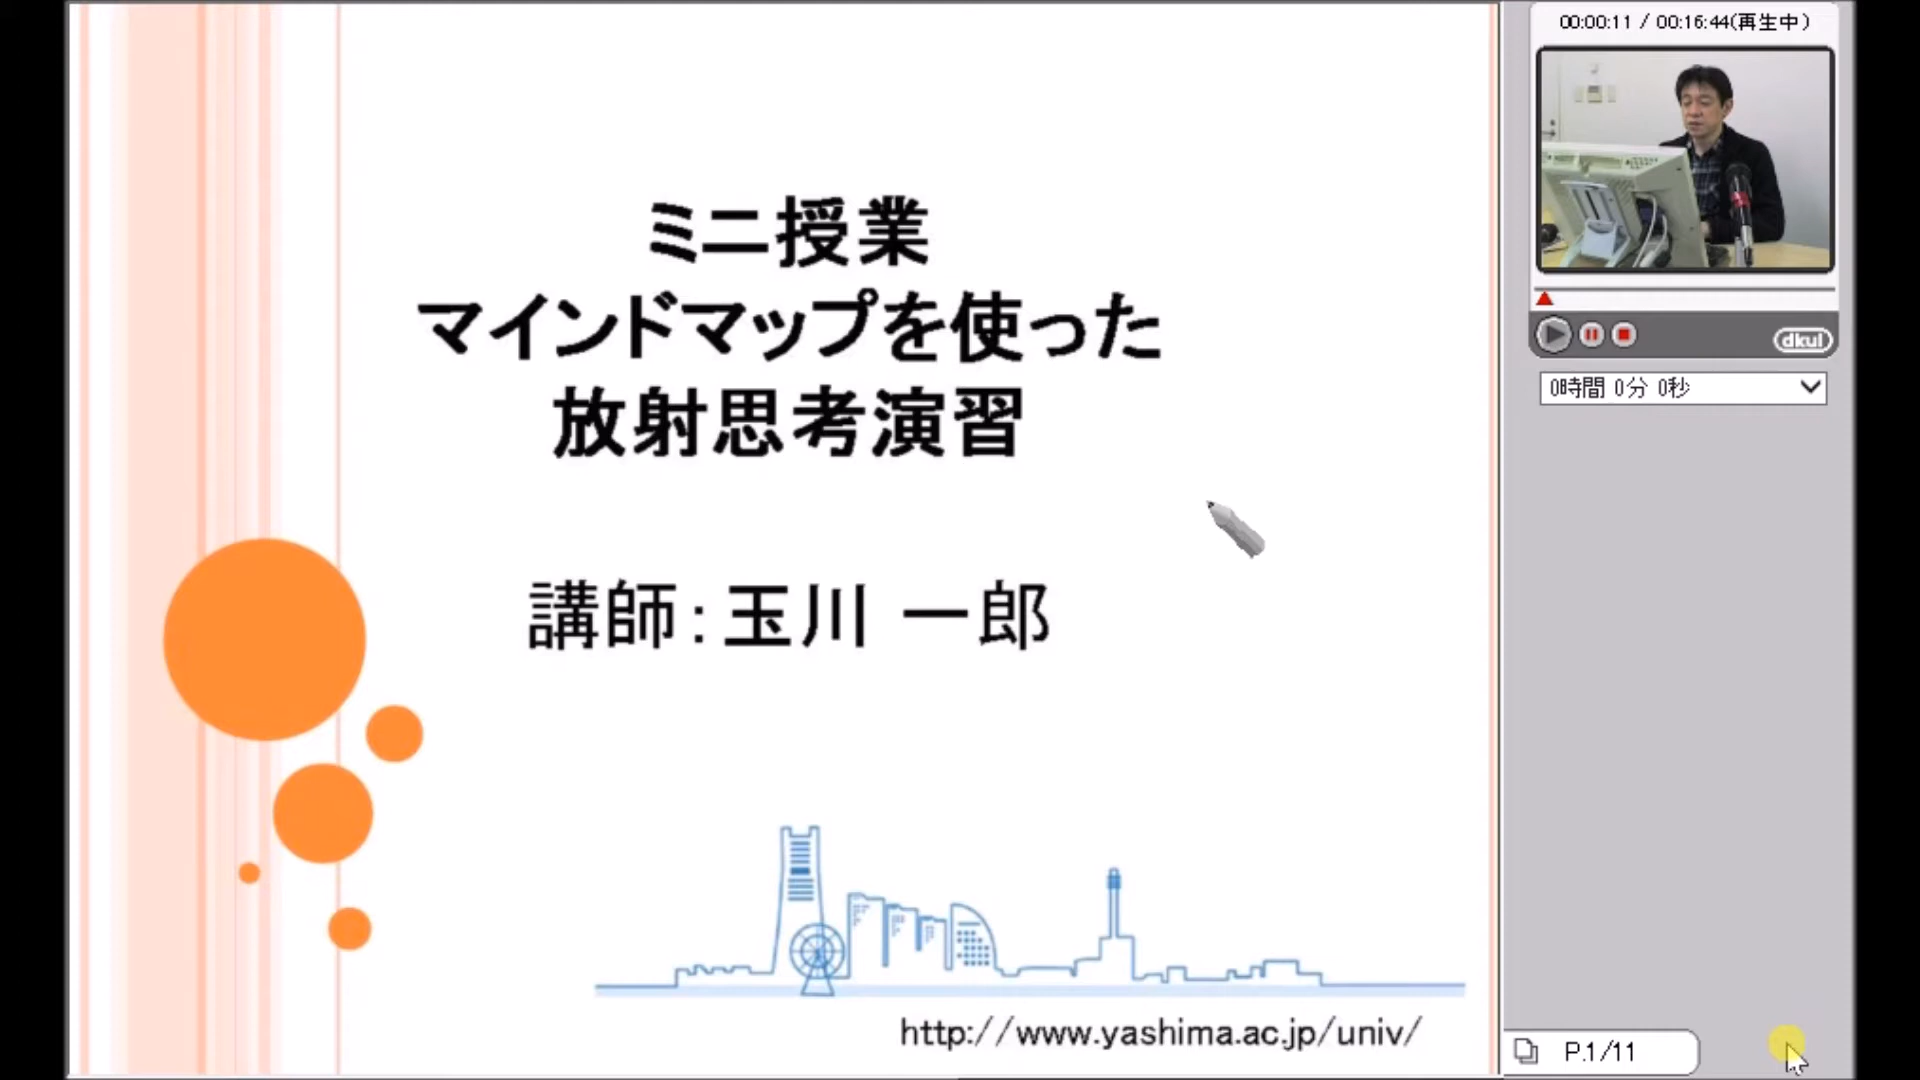 ミニ授業
マインドマップを使った
放射思考演習
講師：玉川 一郎
http://www.yashima.ac.jp/univ/
00:00:11 / 00:16:44(再生中)
dkul
0時間 0分 0秒
P.1/11